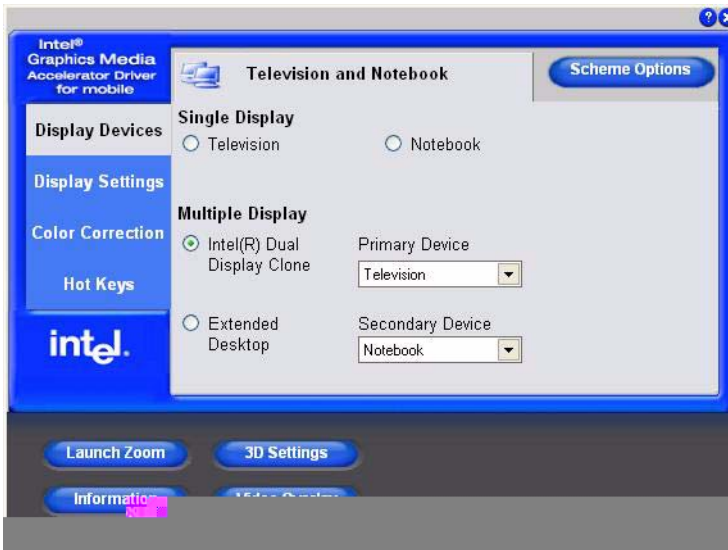 Intel®
Graphics Media
Accelerator Driver
for mobile
Television and Notebook
Scheme Options
Display Devices
Display Settings
Color Correction
Hot Keys
intel.
Single Display
Television
Notebook
Multiple Display
Intel(R) Dual
Display Clone
Primary Device
Television
Extended
Desktop
Secondary Device
Notebook
Launch Zoom
3D Settings
Information